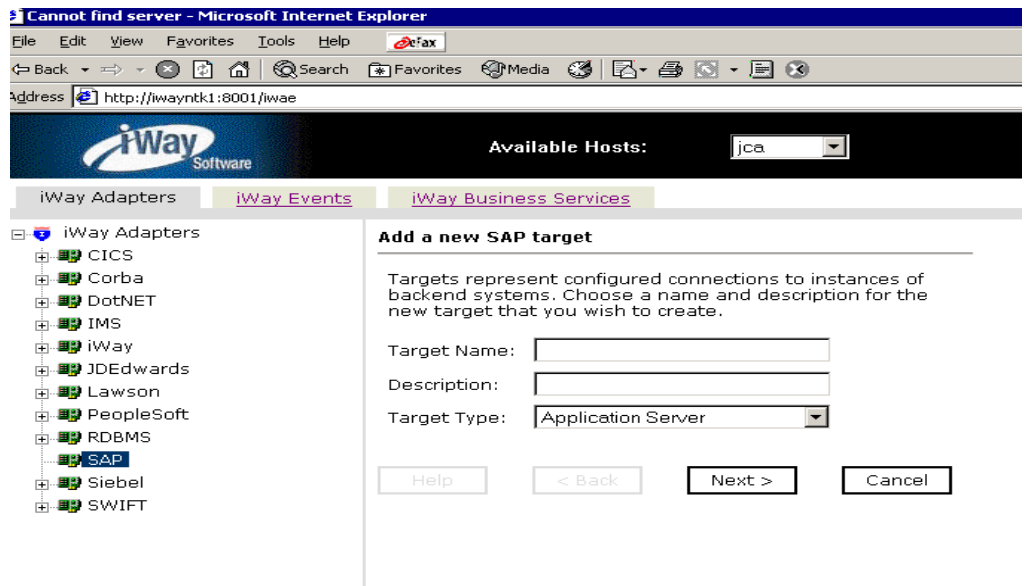 Cannot find server - Microsoft Internet Explorer
File Edit View Favorites Tools Help eFax
Back Search Favorites Media
Address http://iwayntk1:8001/iwae
iWay Software
Available Hosts: jca
iWay Adapters iWay Events iWay Business Services
iWay Adapters
CICS
Corba
DotNET
IMS
iWay
JDEdwards
Lawson
PeopleSoft
RDBMS
SAP
Siebel
SWIFT
Add a new SAP target
Targets represent configured connections to instances of
backend systems. Choose a name and description for the
new target that you wish to create.
Target Name:
Description:
Target Type: Application Server
Help < Back Next > Cancel